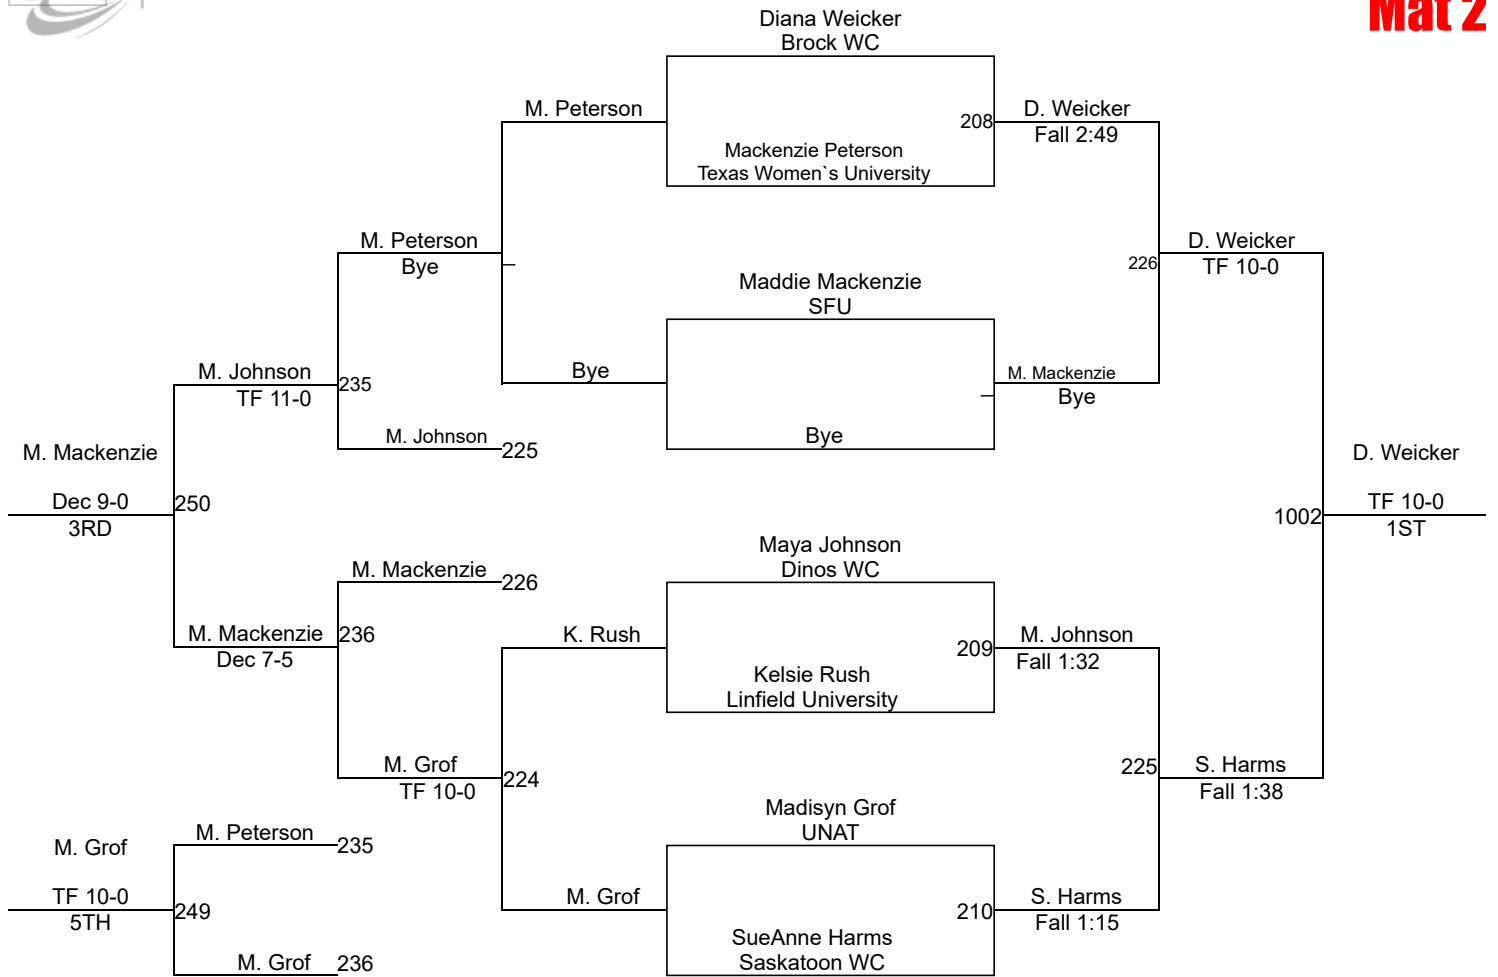 Mat 2
Diana Weicker
Brock WC
M. Peterson
208
D. Weicker
Fall 2:49
Mackenzie Peterson
Texas Women`s University
M. Peterson
Bye
D. Weicker
226
TF 10-0
Maddie Mackenzie
SFU
M. Johnson
TF 11-0
235
Bye
M. Mackenzie
Bye
M. Johnson
225
Bye
M. Mackenzie
Dec 9-0
3RD
250
D. Weicker
TF 10-0
1ST
1002
Maya Johnson
Dinos WC
M. Mackenzie
226
M. Mackenzie
Dec 7-5
236
K. Rush
209
M. Johnson
Fall 1:32
Kelsie Rush
Linfield University
M. Grof
TF 10-0
224
225
S. Harms
Fall 1:38
Madisyn Grof
UNAT
M. Grof
TF 10-0
5TH
M. Peterson
235
249
M. Grof
236
M. Grof
210
S. Harms
Fall 1:15
SueAnne Harms
Saskatoon WC